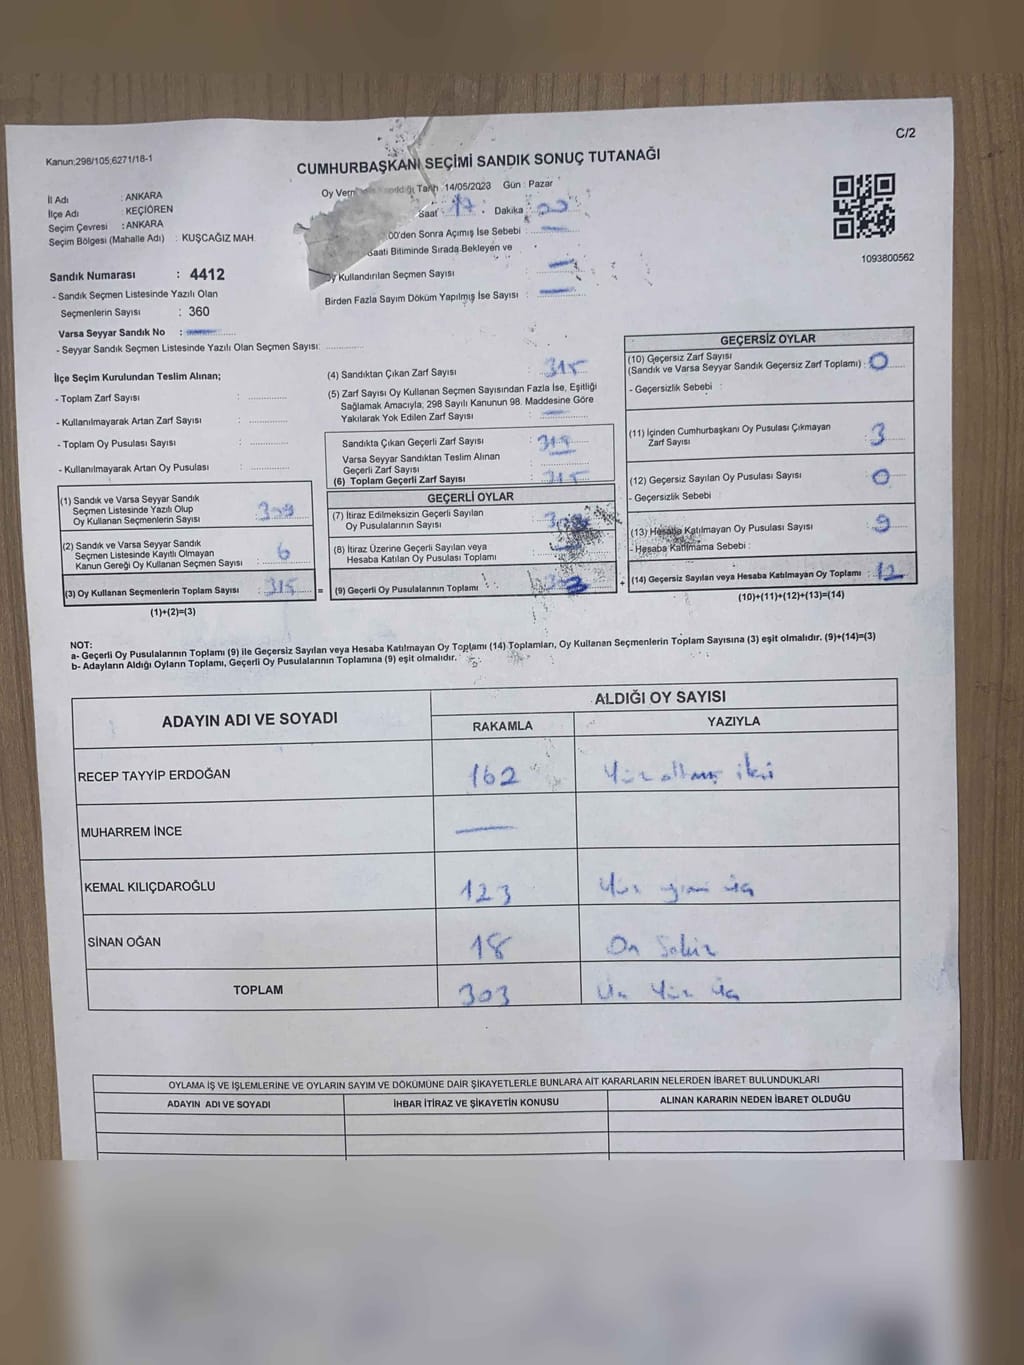 C/2
Kanun:298/105,6271/18-1
CUMHURBAŞKANI SEÇİMİ SANDIK SONUÇ TUTANAĞI
İl Adı : ANKARA
İlçe Adı : KEÇİÖREN
Seçim Çevresi : ANKARA
Seçim Bölgesi (Mahalle Adı) : KUŞCAĞIZ MAH.
Oy Tarih : 14/05/2023 Gün : Pazar
Saat : 17 Dakika : 00
00'den Sonra Açımış İse Sebebi : —
Saati Bitiminde Sırada Bekleyen ve
Oy Kullandırılan Seçmen Sayısı : —
Birden Fazla Sayım Döküm Yapılmış İse Sayısı : —
1093800562
Sandık Numarası : 4412
- Sandık Seçmen Listesinde Yazılı Olan
Seçmenlerin Sayısı : 360
Varsa Seyyar Sandık No : —
- Seyyar Sandık Seçmen Listesinde Yazılı Olan Seçmen Sayısı:
İlçe Seçim Kurulundan Teslim Alınan;
- Toplam Zarf Sayısı :
- Kullanılmayarak Artan Zarf Sayısı :
- Toplam Oy Pusulası Sayısı :
- Kullanılmayarak Artan Oy Pusulası :
(1) Sandık ve Varsa Seyyar Sandık
Seçmen Listesinde Yazılı Olup
Oy Kullanan Seçmenlerin Sayısı : 309
(2) Sandık ve Varsa Seyyar Sandık
Seçmen Listesinde Kayıtlı Olmayan
Kanun Gereği Oy Kullanan Seçmen Sayısı : 6
(3) Oy Kullanan Seçmenlerin Toplam Sayısı : 315
(1)+(2)=(3)
=
(4) Sandıktan Çıkan Zarf Sayısı : 315
(5) Zarf Sayısı Oy Kullanan Seçmen Sayısından Fazla İse, Eşitliği
Sağlamak Amacıyla, 298 Sayılı Kanunun 98. Maddesine Göre
Yakılarak Yok Edilen Zarf Sayısı : —
Sandıkta Çıkan Geçerli Zarf Sayısı : 315
Varsa Seyyar Sandıktan Teslim Alınan
Geçerli Zarf Sayısı : —
(6) Toplam Geçerli Zarf Sayısı : 315
GEÇERLİ OYLAR
(7) İtiraz Edilmeksizin Geçerli Sayılan
Oy Pusulalarının Sayısı :
(8) İtiraz Üzerine Geçerli Sayılan veya
Hesaba Katılan Oy Pusulası Toplamı :
(9) Geçerli Oy Pusulalarının Toplamı :
+
GEÇERSİZ OYLAR
(10) Geçersiz Zarf Sayısı
(Sandık ve Varsa Seyyar Sandık Geçersiz Zarf Toplamı) : 0
- Geçersizlik Sebebi :
(11) İçinden Cumhurbaşkanı Oy Pusulası Çıkmayan
Zarf Sayısı : 3
(12) Geçersiz Sayılan Oy Pusulası Sayısı : 0
- Geçersizlik Sebebi :
(13) Hesaba Katılmayan Oy Pusulası Sayısı : 9
- Hesaba Katılmama Sebebi :
(14) Geçersiz Sayılan veya Hesaba Katılmayan Oy Toplamı : 12
(10)+(11)+(12)+(13)=(14)
NOT:
a- Geçerli Oy Pusulalarının Toplamı (9) ile Geçersiz Sayılan veya Hesaba Katılmayan Oy Toplamı (14) Toplamları, Oy Kullanan Seçmenlerin Toplam Sayısına (3) eşit olmalıdır. (9)+(14)=(3)
b- Adayların Aldığı Oyların Toplamı, Geçerli Oy Pusulalarının Toplamına (9) eşit olmalıdır.
ADAYIN ADI VE SOYADI
ALDIĞI OY SAYISI
RAKAMLA YAZIYLA
RECEP TAYYİP ERDOĞAN 162 Yüz altmış iki
MUHARREM İNCE —
KEMAL KILIÇDAROĞLU 123 Yüz yirmi üç
SİNAN OĞAN 18 On Sekiz
TOPLAM 303 Üç Yüz üç
OYLAMA İŞ VE İŞLEMLERİNE VE OYLARIN SAYIM VE DÖKÜMÜNE DAİR ŞİKAYETLERLE BUNLARA AİT KARARLARIN NELERDEN İBARET BULUNDUKLARI
ADAYIN ADI VE SOYADI İHBAR İTİRAZ VE ŞİKAYETİN KONUSU ALINAN KARARIN NEDEN İBARET OLDUĞU